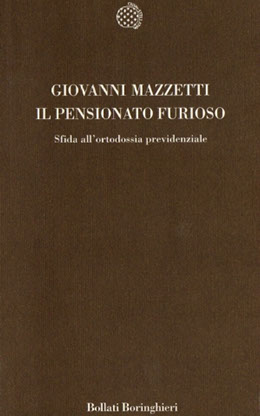 GIOVANNI MAZZETTI
IL PENSIONATO FURIOSO
Sfida all'ortodossia previdenziale
Bollati Boringhieri